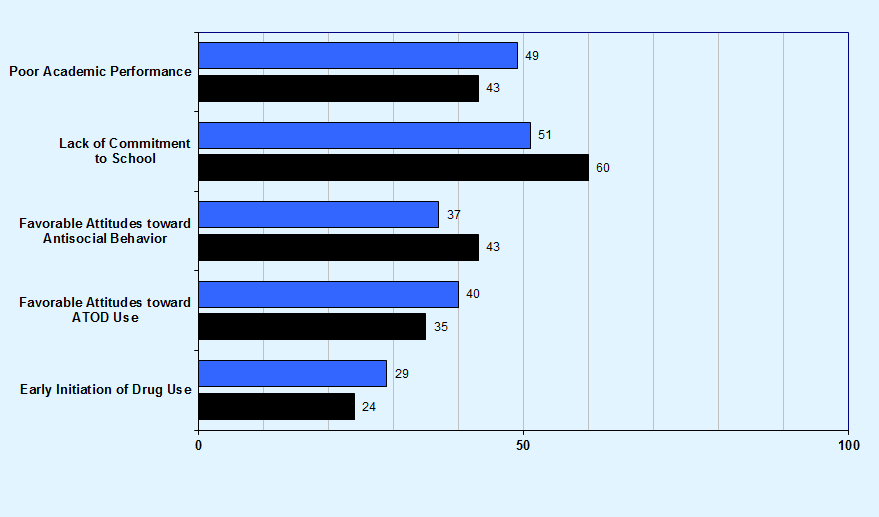 Poor Academic Performance
49
43
Lack of Commitment
to School
51
60
Favorable Attitudes toward
Antisocial Behavior
37
43
Favorable Attitudes toward
ATOD Use
40
35
Early Initiation of Drug Use
29
24
0 50 100